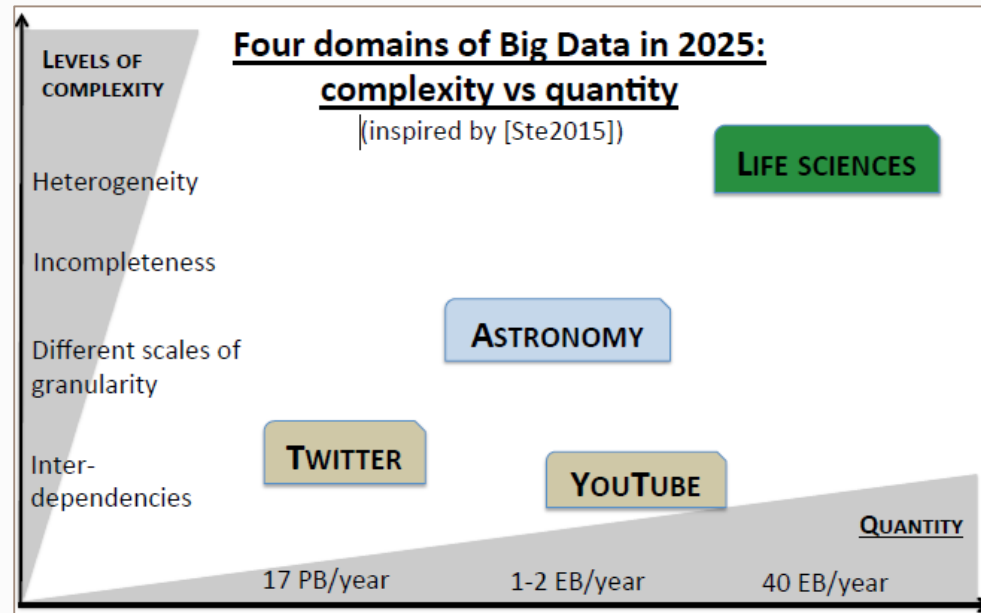 Four domains of Big Data in 2025:
complexity vs quantity
(inspired by [Ste2015])
LEVELS OF
COMPLEXITY
Heterogeneity
Incompleteness
Different scales of
granularity
Inter-
dependencies
LIFE SCIENCES
ASTRONOMY
TWITTER
YOUTUBE
QUANTITY
17 PB/year
1-2 EB/year
40 EB/year